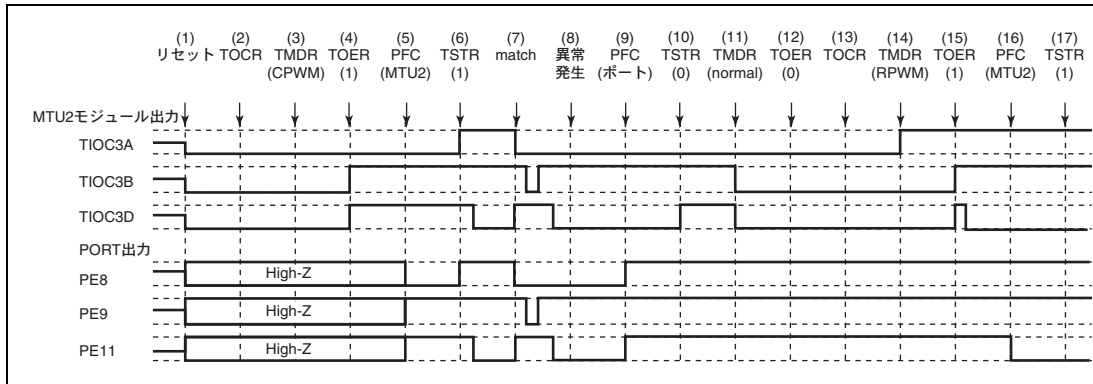 (1) (2) (3) (4) (5) (6) (7) (8) (9) (10) (11) (12) (13) (14) (15) (16) (17)
リセット TOCR TMDR TOER PFC TSTR match 異常 PFC TSTR TMDR TOER TOCR TMDR TOER PFC TSTR
(CPWM) (1) (MTU2) (1) 発生 (ポート) (0) (normal) (0) (RPWM) (1) (MTU2) (1)
MTU2モジュール出力
TIOC3A
TIOC3B
TIOC3D
PORT出力
PE8 High-Z
PE9 High-Z
PE11 High-Z